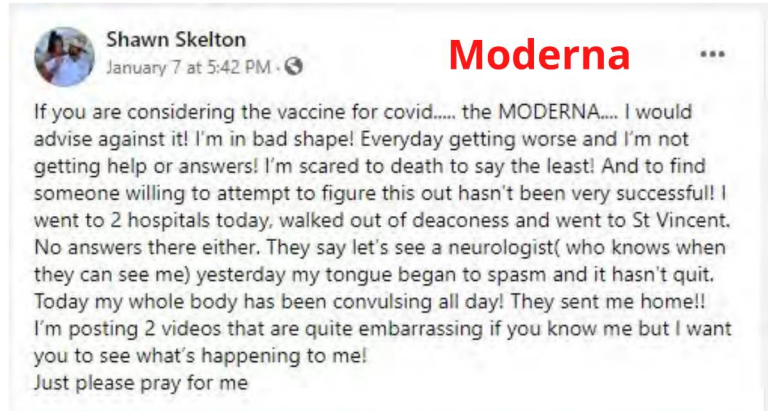 Shawn Skelton
Moderna
January 7 at 5:42 PM ·
If you are considering the vaccine for covid..... the MODERNA.... I would
advise against it! I'm in bad shape! Everyday getting worse and I'm not
getting help or answers! I'm scared to death to say the least! And to find
someone willing to attempt to figure this out hasn't been very successful! I
went to 2 hospitals today, walked out of deaconess and went to St Vincent.
No answers there either. They say let's see a neurologist( who knows when
they can see me) yesterday my tongue began to spasm and it hasn't quit.
Today my whole body has been convulsing all day! They sent me home!!
I'm posting 2 videos that are quite embarrassing if you know me but I want
you to see what's happening to me!
Just please pray for me